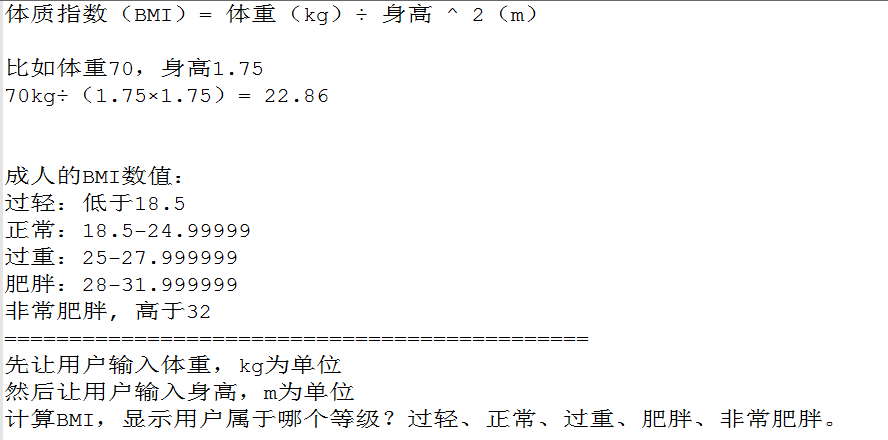 体质指数（BMI）= 体重（kg）÷ 身高 ^ 2（m）
比如体重70，身高1.75
70kg÷（1.75×1.75）= 22.86
成人的BMI数值：
过轻：低于18.5
正常：18.5-24.99999
过重：25-27.999999
肥胖：28-31.999999
非常肥胖, 高于32
=============================================
先让用户输入体重，kg为单位
然后让用户输入身高，m为单位
计算BMI，显示用户属于哪个等级？过轻、正常、过重、肥胖、非常肥胖。